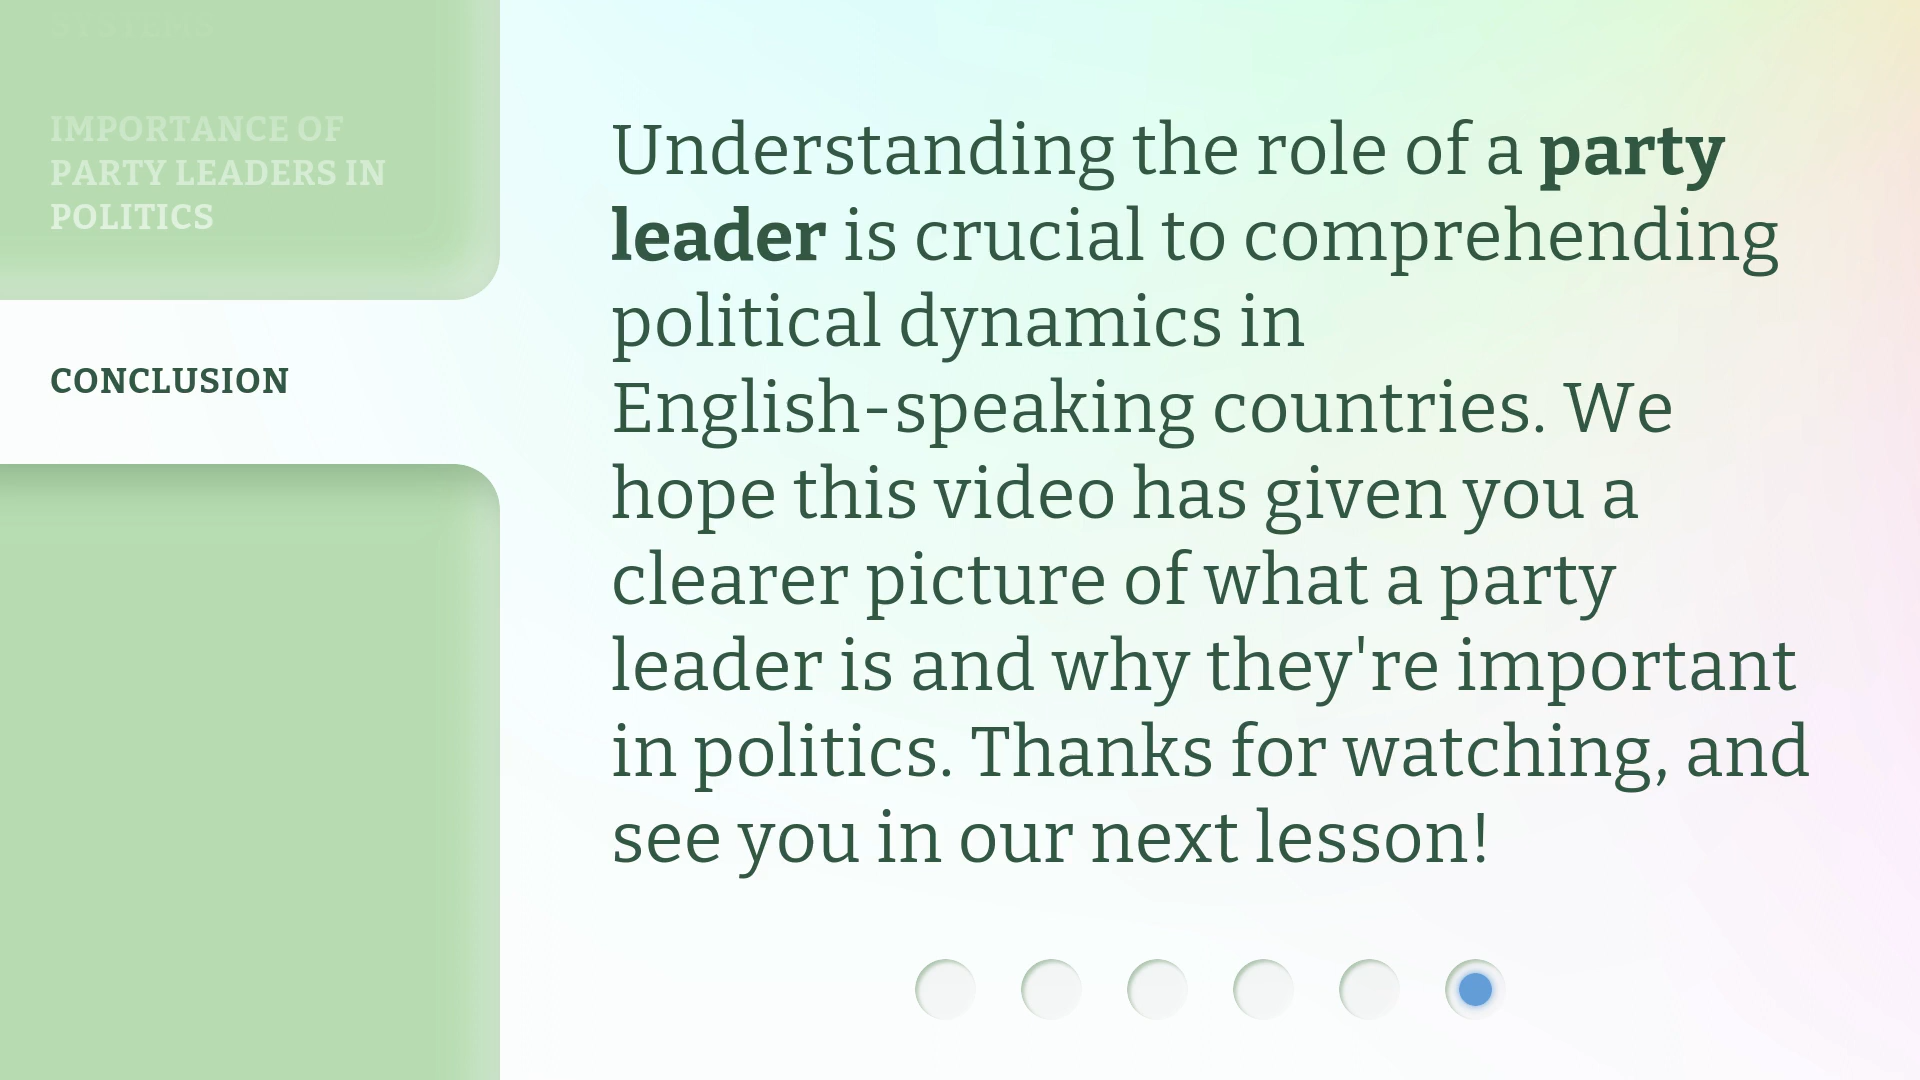 SYSTEMS
IMPORTANCE OF
PARTY LEADERS IN
POLITICS
CONCLUSION
Understanding the role of a party
leader is crucial to comprehending
political dynamics in
English-speaking countries. We
hope this video has given you a
clearer picture of what a party
leader is and why they're important
in politics. Thanks for watching, and
see you in our next lesson!